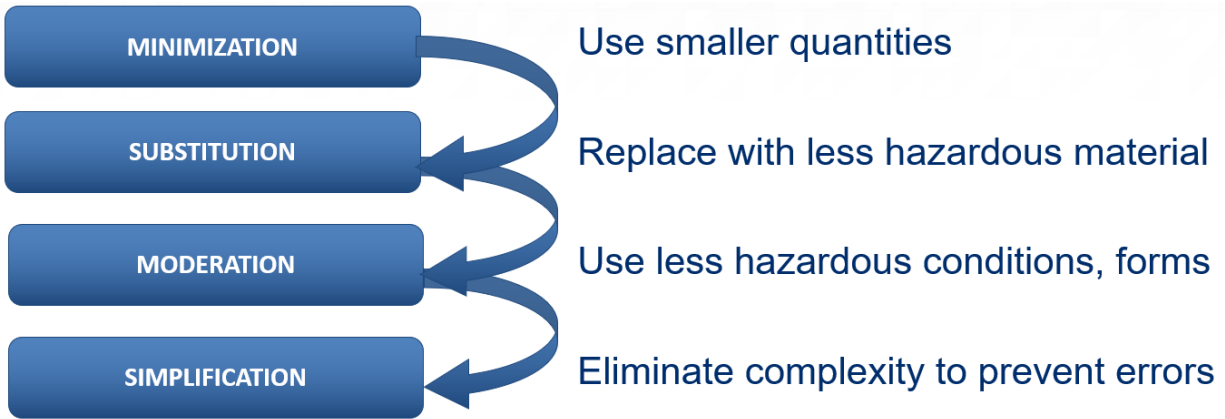 MINIMIZATION
Use smaller quantities
SUBSTITUTION
Replace with less hazardous material
MODERATION
Use less hazardous conditions, forms
SIMPLIFICATION
Eliminate complexity to prevent errors